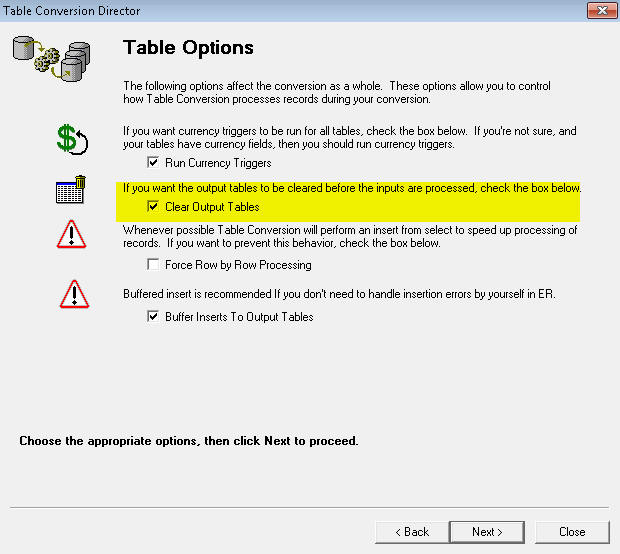 Table Conversion Director
Table Options
The following options affect the conversion as a whole. These options allow you to control
how Table Conversion processes records during your conversion.
If you want currency triggers to be run for all tables, check the box below. If you're not sure, and
your tables have currency fields, then you should run currency triggers.
Run Currency Triggers
If you want the output tables to be cleared before the inputs are processed, check the box below.
Clear Output Tables
Whenever possible Table Conversion will perform an insert from select to speed up processing of
records. If you want to prevent this behavior, check the box below.
Force Row by Row Processing
Buffered insert is recommended If you don't need to handle insertion errors by yourself in ER.
Buffer Inserts To Output Tables
Choose the appropriate options, then click Next to proceed.
< Back Next > Close